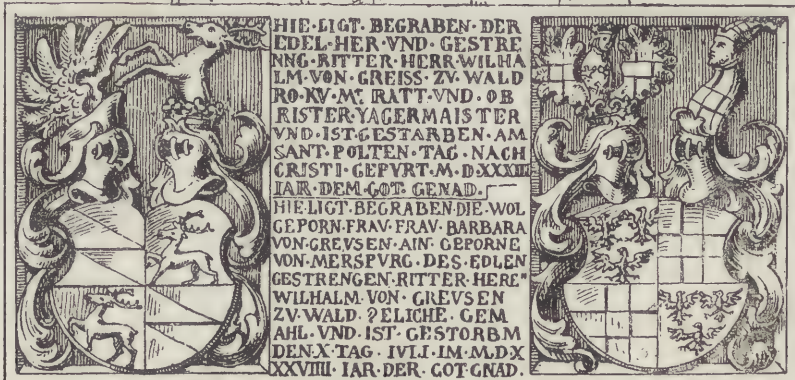 HIE·LIGT·BEGRABEN·DER
EDEL·HER·VND·GESTRE
NNG·RITTER·HERR·WILHA
LM·VON·GREISS·ZV·WALD
RO·KV·Mt·RATT·VND·OB
RISTER·YAGERMAISTER
VND·IST·GESTARBEN·AM
SANT·POLTEN·TAG·NACH
CRISTI·GEPVRT·M·D·XXXIIII
IAR·DEM·GOT·GENAD.
HIE·LIGT·BEGRABEN·DIE·WOL
GEPORN·FRAV·FRAV·BARBARA
VON·GREVSEN·AIN·GEPORNE
VON·MERSPVRG·DES·EDLEN
GESTRENGEN·RITTER·HERE"
WILHALM·VON·GREVSEN
ZV·WALD·?ELICHE·GEM
AHL·VND·IST·GESTORBM
DEN·X·TAG·IVLI·IM·M·D·X
XXVIIII·IAR·DER·GOT·GNAD.